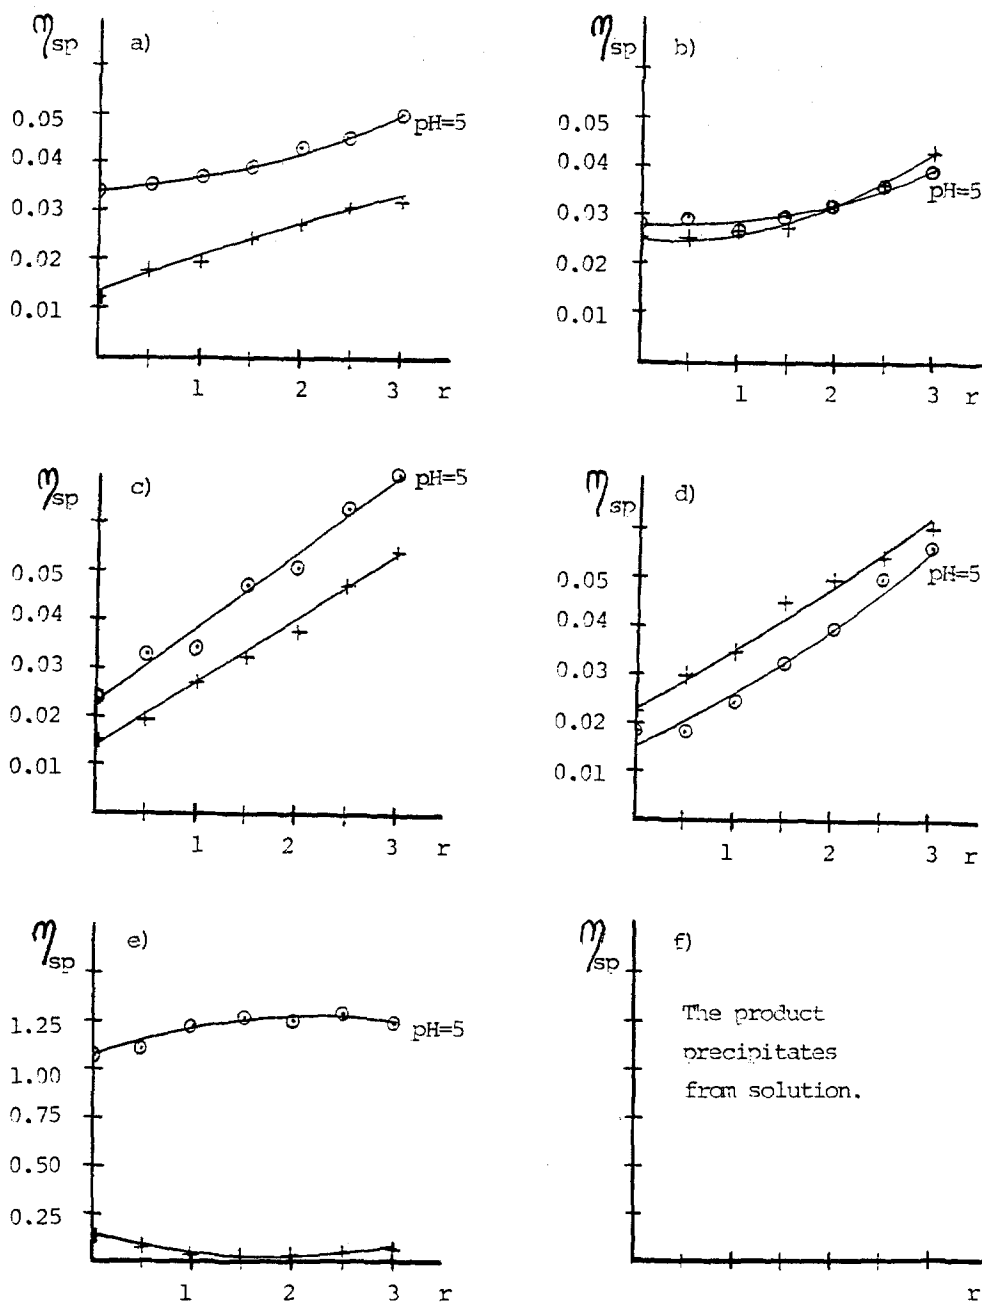 ηsp a)
0.05 pH=5
0.04
0.03
0.02
0.01
1 2 3 r
ηsp b)
0.05
0.04
0.03 pH=5
0.02
0.01
1 2 3 r
ηsp c) pH=5
0.05
0.04
0.03
0.02
0.01
1 2 3 r
ηsp d)
0.05 pH=5
0.04
0.03
0.02
0.01
1 2 3 r
ηsp e)
1.25 pH=5
1.00
0.75
0.50
0.25
1 2 3 r
ηsp f)
The product
precipitates
from solution.
r